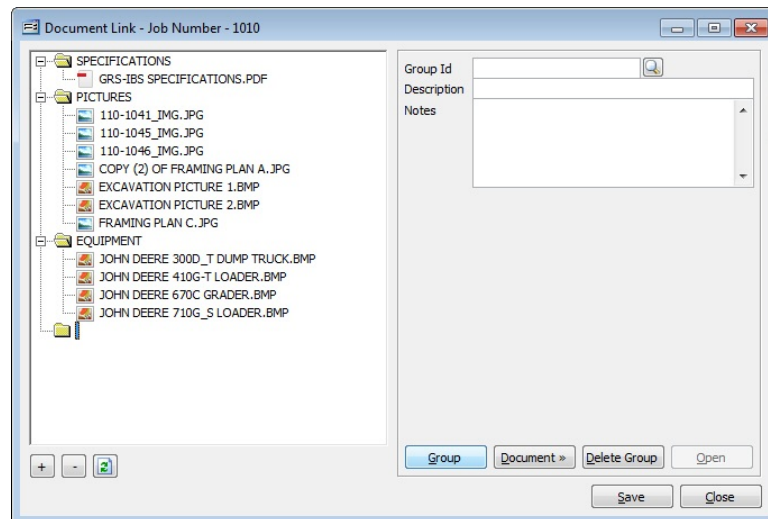 Document Link - Job Number - 1010
SPECIFICATIONS
GRS-IBS SPECIFICATIONS.PDF
PICTURES
110-1041_IMG.JPG
110-1045_IMG.JPG
110-1046_IMG.JPG
COPY (2) OF FRAMING PLAN A.JPG
EXCAVATION PICTURE 1.BMP
EXCAVATION PICTURE 2.BMP
FRAMING PLAN C.JPG
EQUIPMENT
JOHN DEERE 300D_T DUMP TRUCK.BMP
JOHN DEERE 410G-T LOADER.BMP
JOHN DEERE 670C GRADER.BMP
JOHN DEERE 710G_S LOADER.BMP
+ -
Group Id
Description
Notes
Group Document » Delete Group Open
Save Close